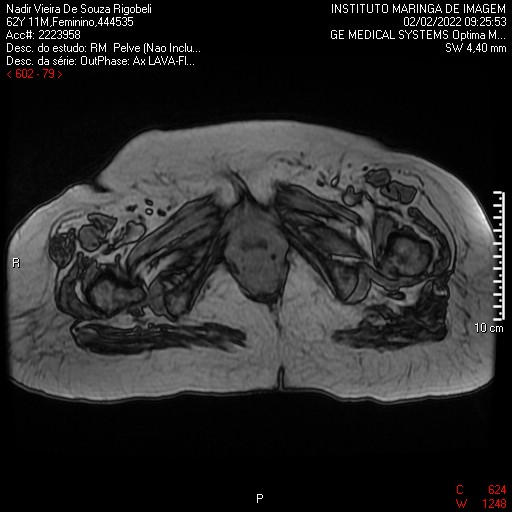 Nadir Vieira De Souza Rigobeli
62Y 11M,Feminino,444535
Acc#: 2223958
Desc. do estudo: RM Pelve (Nao Inclu...
Desc. da série: OutPhase: Ax LAVA-Fl...
< 602 - 79 >
INSTITUTO MARINGA DE IMAGEM
02/02/2022 09:25:53
GE MEDICAL SYSTEMS Optima M...
SW 4,40 mm
R
10 cm
P
C 624
W 1248